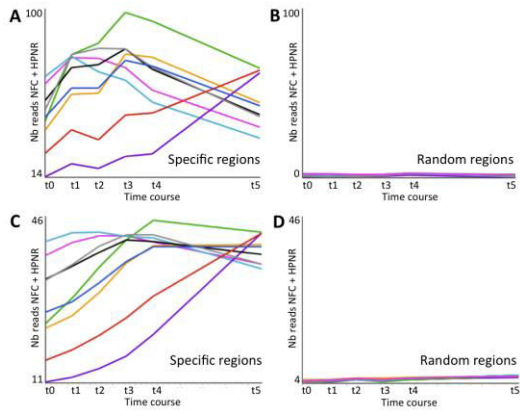 A
100
Nb reads NFC + HPNR
14
Specific regions
t0 t1 t2 t3 t4 t5
Time course
B
100
Nb reads NFC + HPNR
0
Random regions
t0 t1 t2 t3 t4 t5
Time course
C
46
Nb reads NFC + HPNR
11
Specific regions
t0 t1 t2 t3 t4 t5
Time course
D
46
Nb reads NFC + HPNR
4
Random regions
t0 t1 t2 t3 t4 t5
Time course